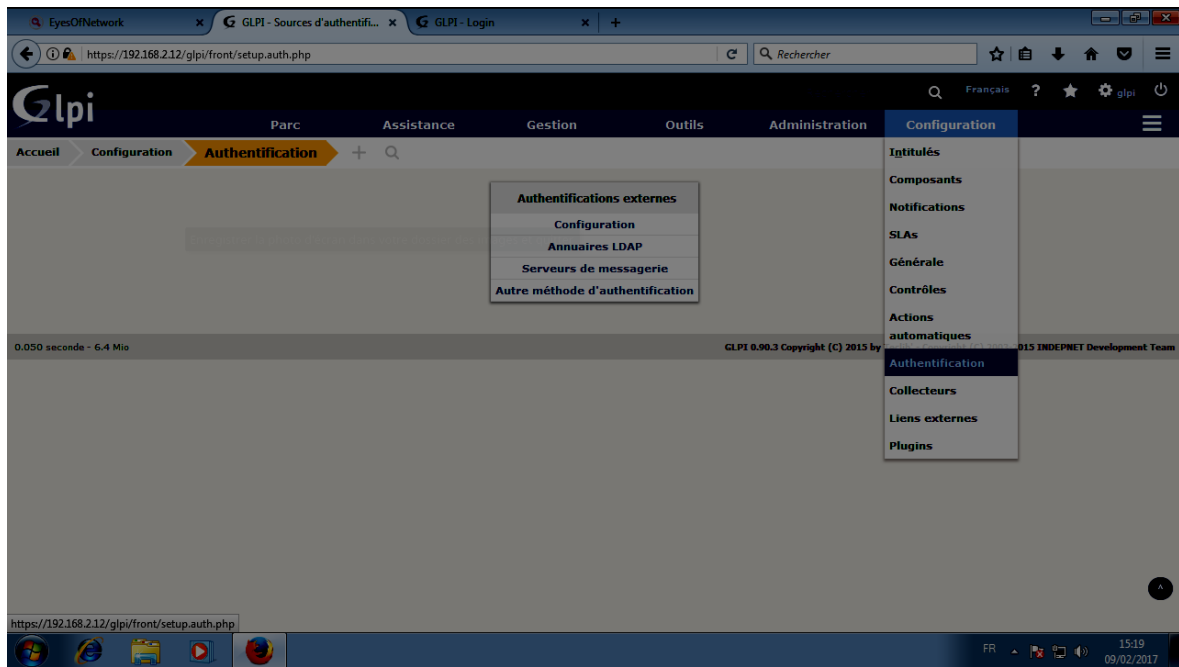 EyesOfNetwork
GLPI - Sources d'authentifi...
GLPI - Login
https://192.168.2.12/glpi/front/setup.auth.php
Rechercher
Glpi
Français
?
glpi
Parc
Assistance
Gestion
Outils
Administration
Configuration
Accueil
Configuration
Authentification
Intitulés
Composants
Notifications
SLAs
Générale
Contrôles
Actions
automatiques
Authentification
Collecteurs
Liens externes
Plugins
Authentifications externes
Configuration
Annuaires LDAP
Serveurs de messagerie
Autre méthode d'authentification
0.050 seconde - 6.4 Mio
GLPI 0.90.3 Copyright (C) 2015 by
2015 INDEPNET Development Team
https://192.168.2.12/glpi/front/setup.auth.php
FR
15:19
09/02/2017